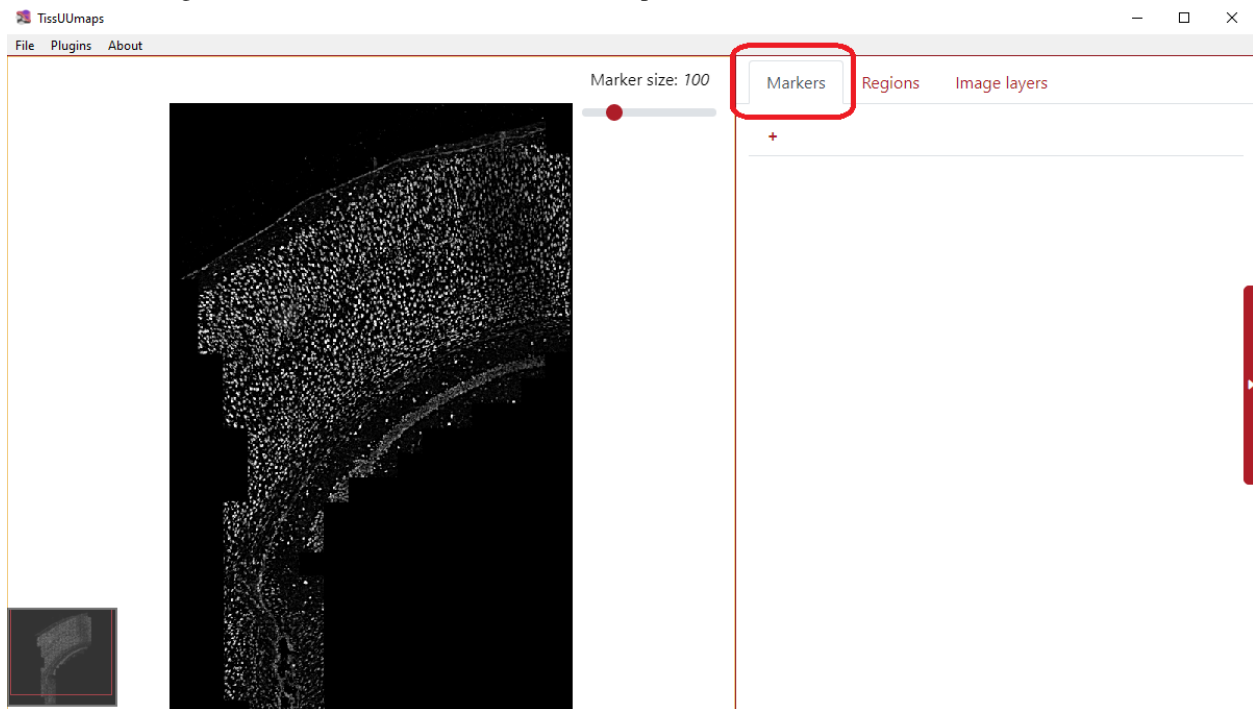 TissUUmaps
File Plugins About
Marker size: 100
Markers Regions Image layers
+